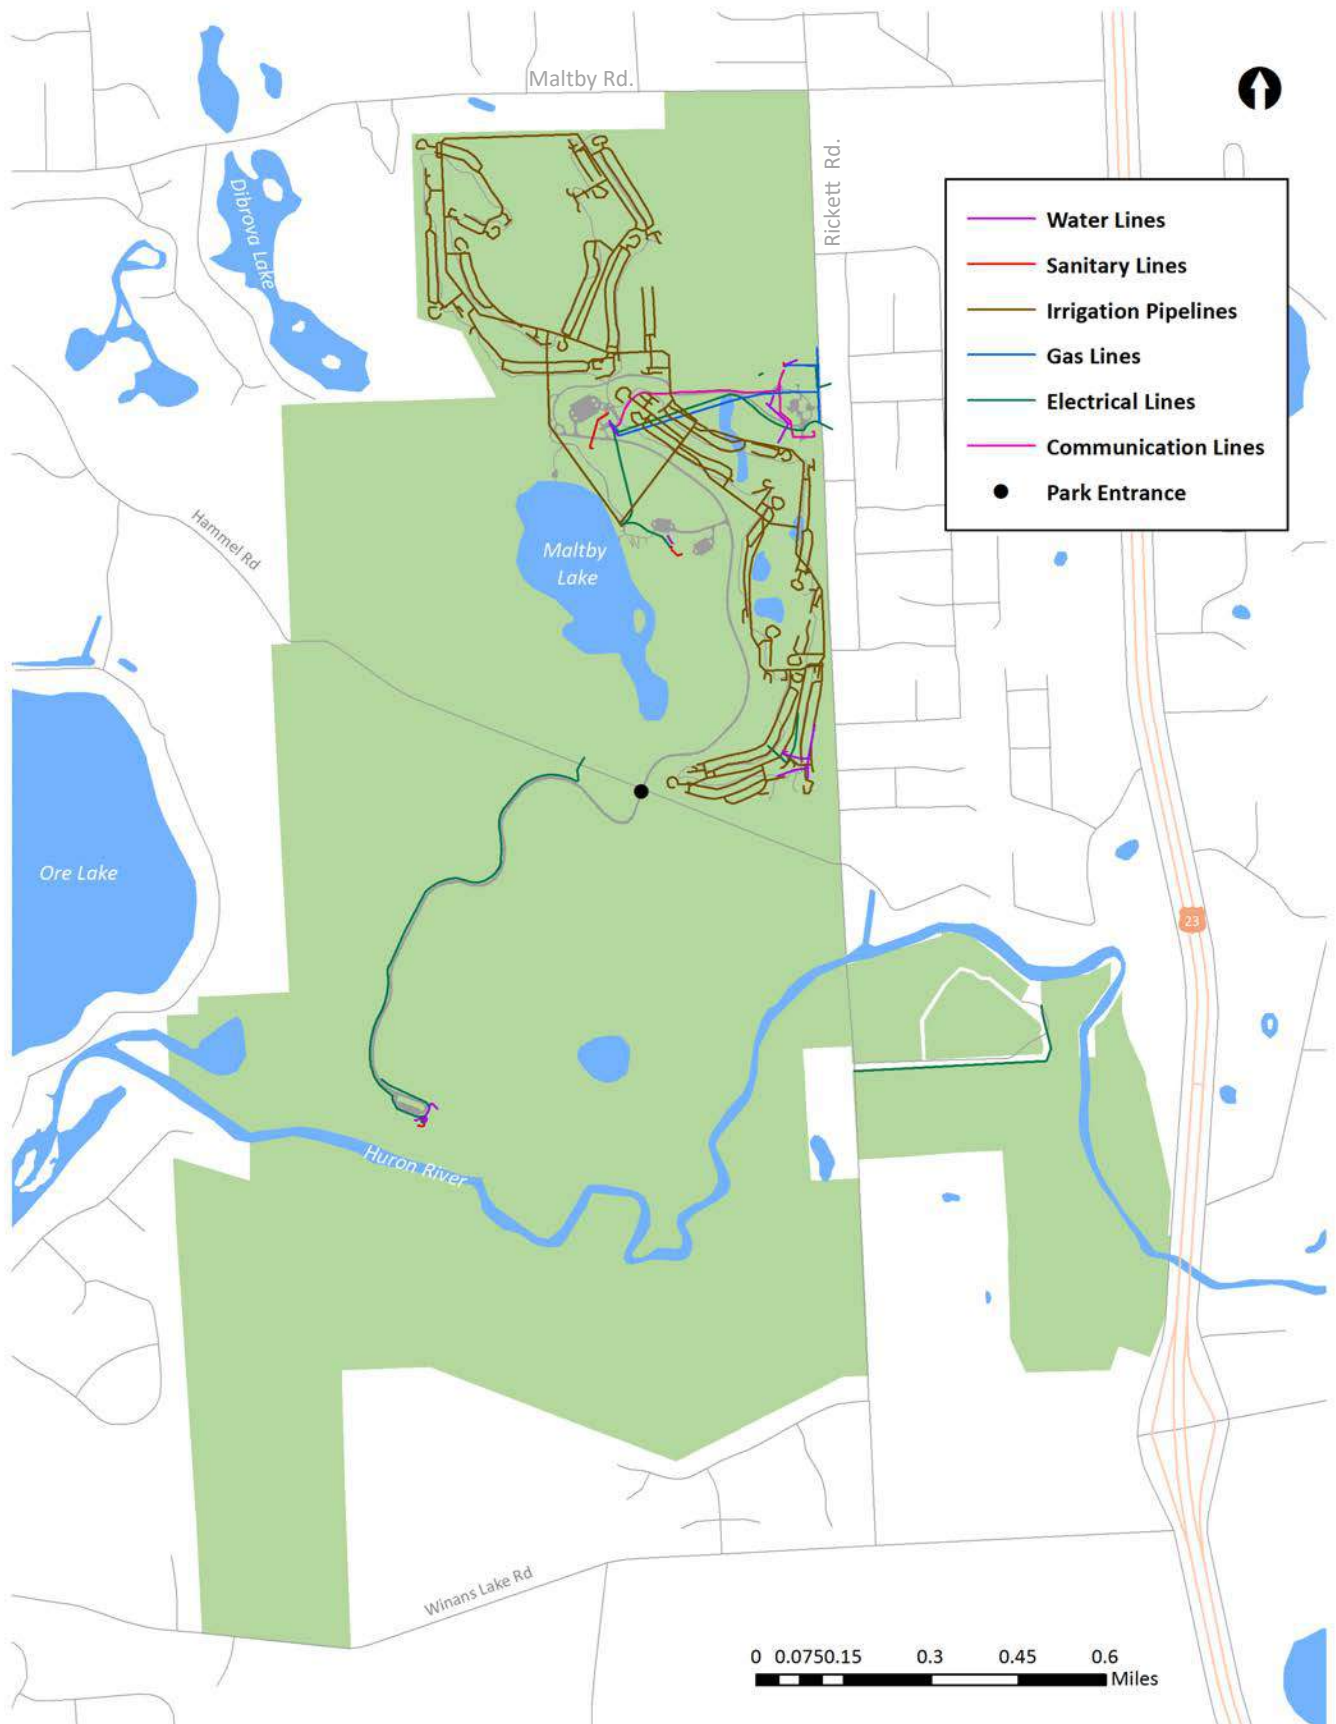 Maltby Rd.
Rickett Rd.
Dibrova Lake
Water Lines
Sanitary Lines
Irrigation Pipelines
Gas Lines
Electrical Lines
Communication Lines
Park Entrance
Hammel Rd
Maltby
Lake
Ore Lake
23
Huron River
Winans Lake Rd
0 0.075 0.15 0.3 0.45 0.6
Miles